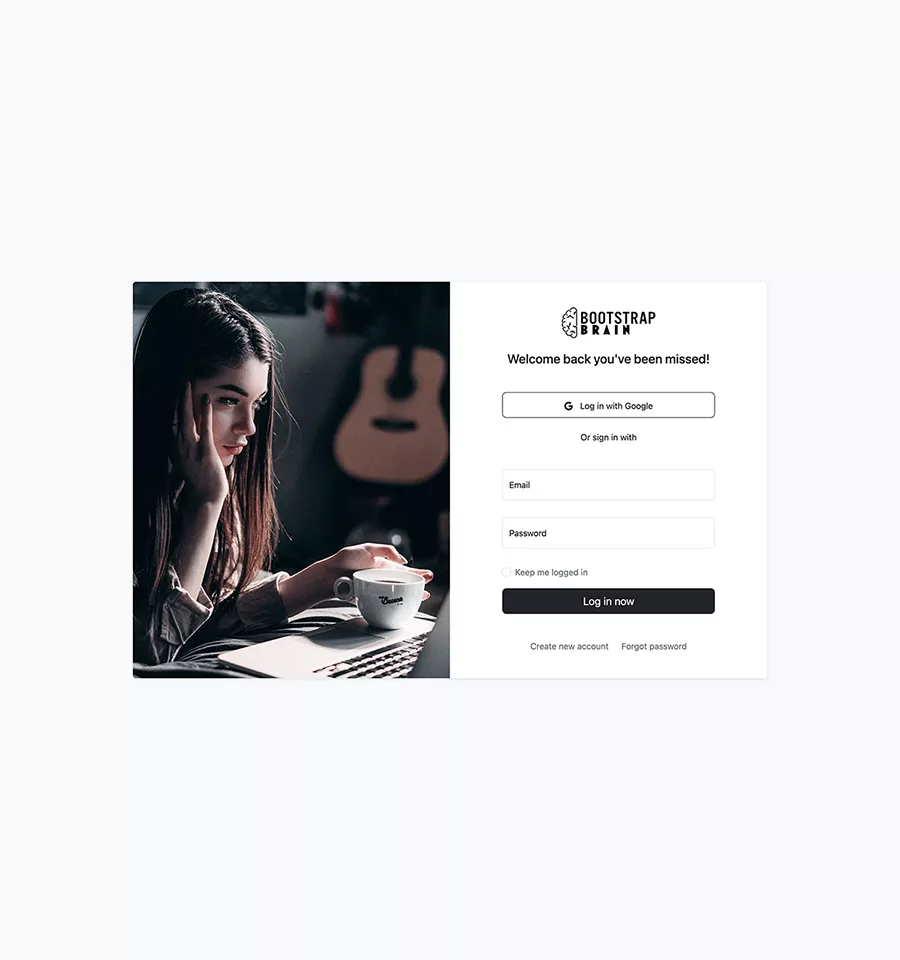 BOOTSTRAP
BRAIN
Welcome back you've been missed!
Log in with Google
Or sign in with
Email
Password
Keep me logged in
Log in now
Create new account Forgot password